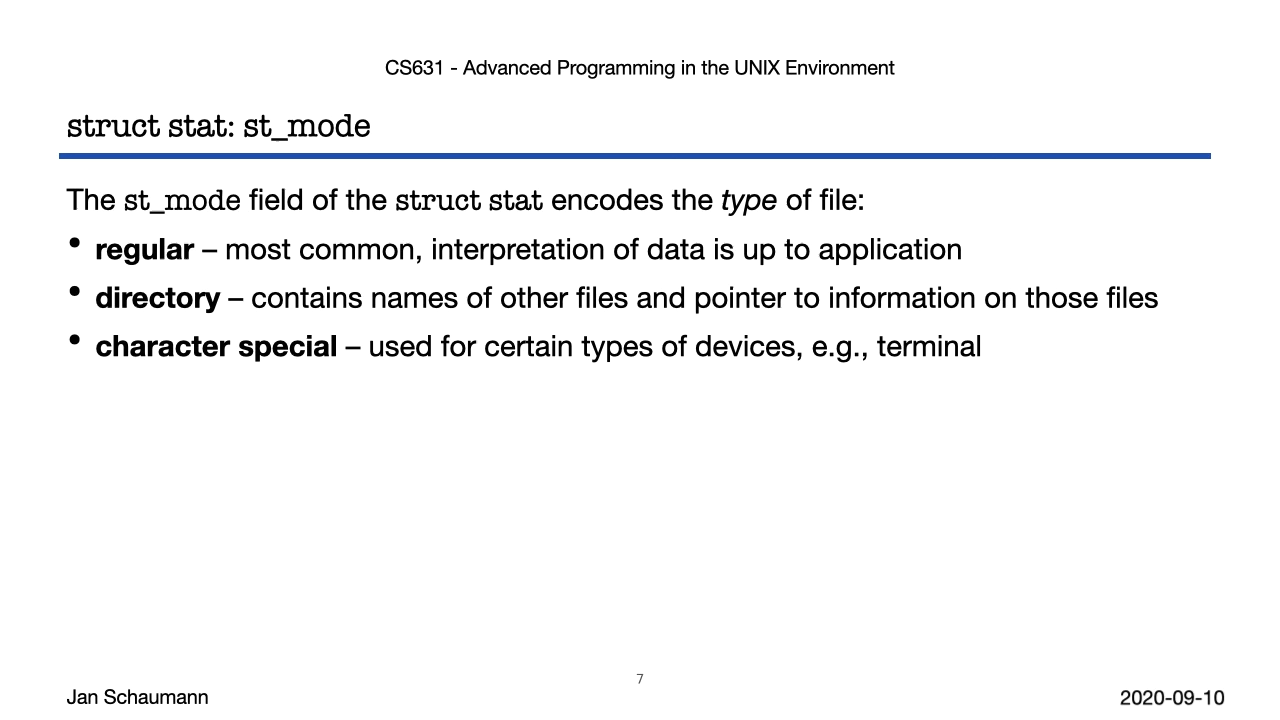 CS631 - Advanced Programming in the UNIX Environment
struct stat: st_mode
The st_mode field of the struct stat encodes the type of file:
• regular – most common, interpretation of data is up to application
• directory – contains names of other files and pointer to information on those files
• character special – used for certain types of devices, e.g., terminal
7
Jan Schaumann
2020-09-10